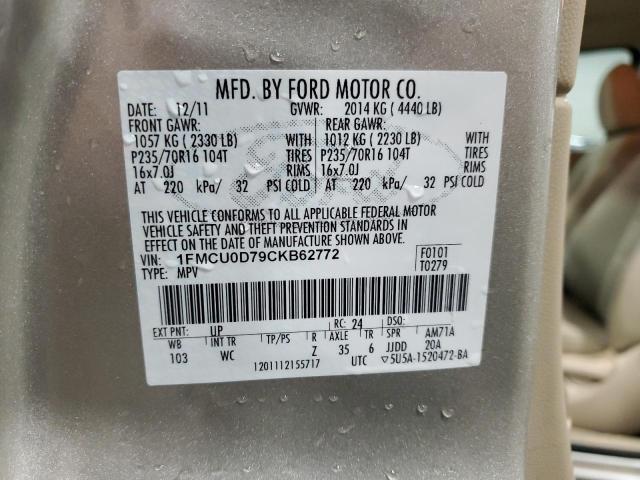 MFD. BY FORD MOTOR CO.
DATE: 12/11 GVWR: 2014 KG ( 4440 LB)
FRONT GAWR: REAR GAWR:
1057 KG ( 2330 LB) WITH 1012 KG ( 2230 LB) WITH
P235/70R16 104T TIRES P235/70R16 104T TIRES
16x7.0J RIMS 16x7.0J RIMS
AT 220 kPa/ 32 PSI COLD AT 220 kPa/ 32 PSI COLD
THIS VEHICLE CONFORMS TO ALL APPLICABLE FEDERAL MOTOR
VEHICLE SAFETY AND THEFT PREVENTION STANDARDS IN
EFFECT ON THE DATE OF MANUFACTURE SHOWN ABOVE.
VIN: 1FMCU0D79CKB62772 F0101
TYPE: MPV T0279
EXT PNT: UP RC: 24 DSO:
WB INT TR TP/PS R AXLE TR SPR AM71A
103 WC Z 35 6 JJDD 20A
1201112155717 UTC ▽5U5A-1520472-BA